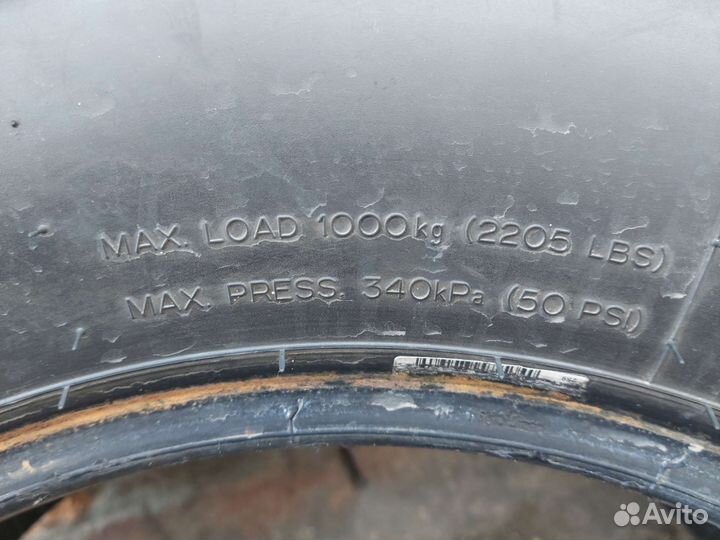 MAX. LOAD 1000kg (2205 LBS)
MAX. PRESS. 340kPa (50 PSI)
Avito